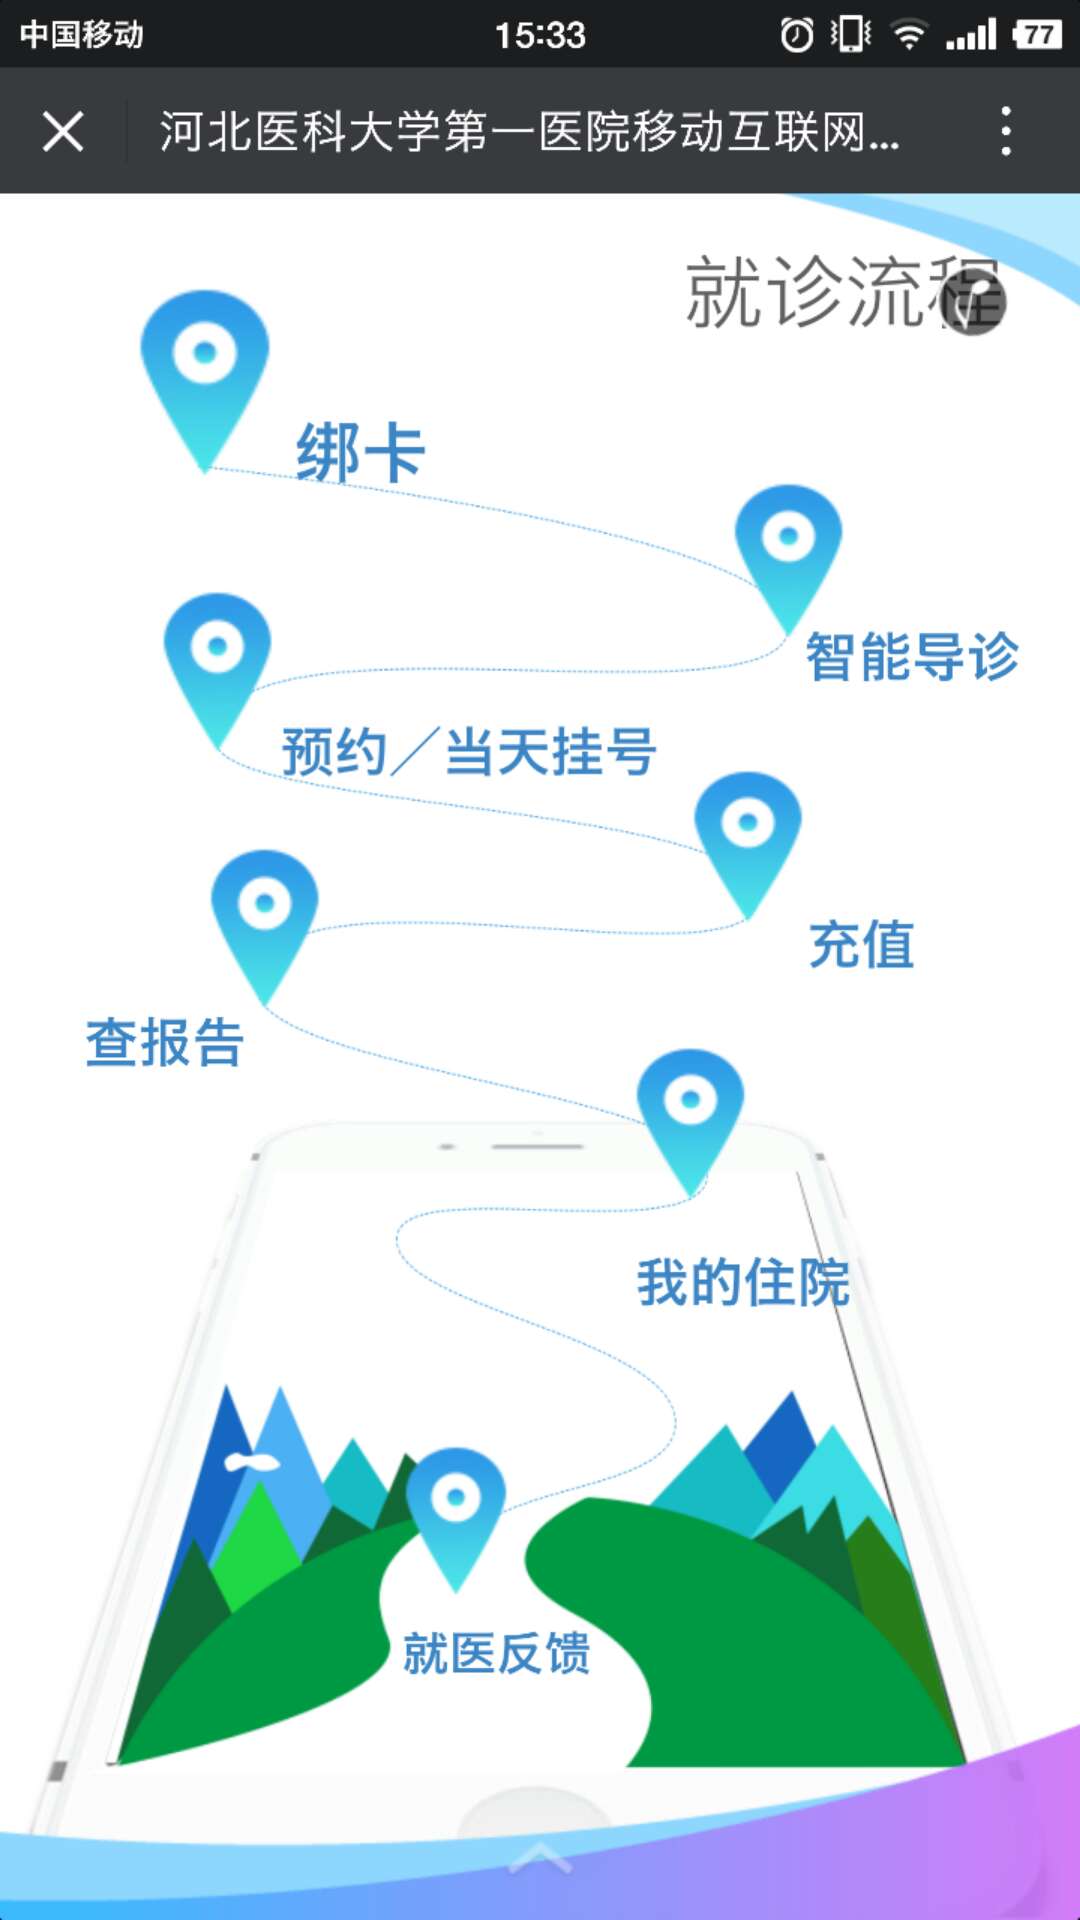 中国移动 15:33 77
河北医科大学第一医院移动互联网...
就诊流程
绑卡
智能导诊
预约／当天挂号
充值
查报告
我的住院
就医反馈